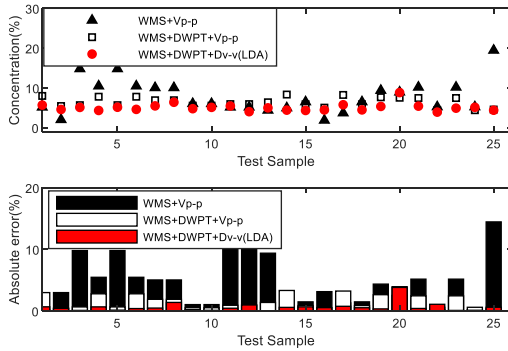 30
20
10
0
Concentration(%)
WMS+Vp-p
WMS+DWPT+Vp-p
WMS+DWPT+Dv-v(LDA)
5 10 15 20 25
Test Sample
20
10
0
Absolute error(%)
WMS+Vp-p
WMS+DWPT+Vp-p
WMS+DWPT+Dv-v(LDA)
5 10 15 20 25
Test Sample